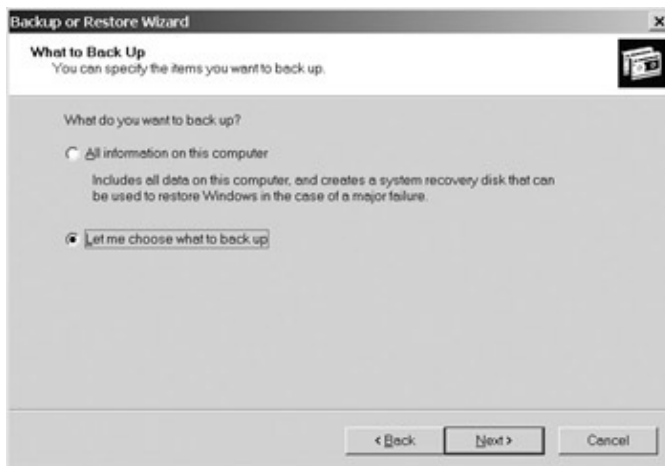 Backup or Restore Wizard
What to Back Up
You can specify the items you want to back up.
What do you want to back up?
All information on this computer
Includes all data on this computer, and creates a system recovery disk that can
be used to restore Windows in the case of a major failure.
Let me choose what to back up
< Back
Next >
Cancel